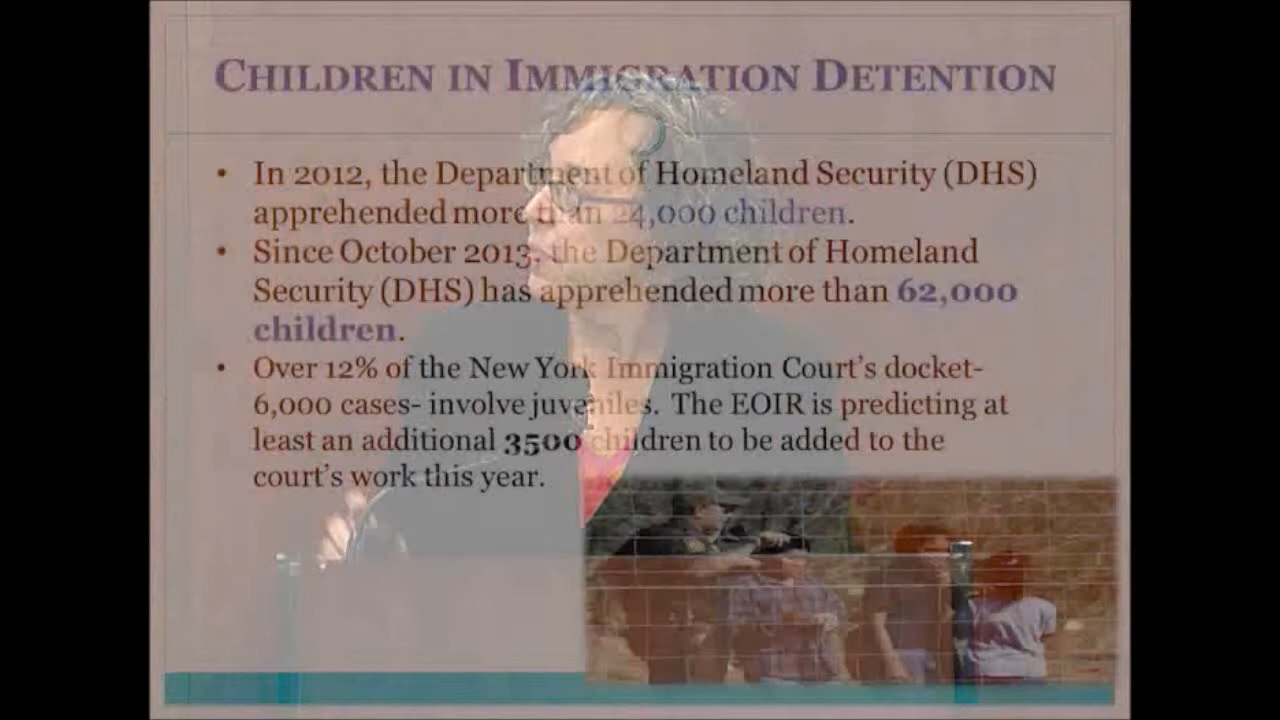 CHILDREN IN IMMIGRATION DETENTION
• In 2012, the Department of Homeland Security (DHS)
apprehended more than 24,000 children.
• Since October 2013, the Department of Homeland
Security (DHS) has apprehended more than 62,000
children.
• Over 12% of the New York Immigration Court's docket-
6,000 cases- involve juveniles. The EOIR is predicting at
least an additional 3500 children to be added to the
court's work this year.